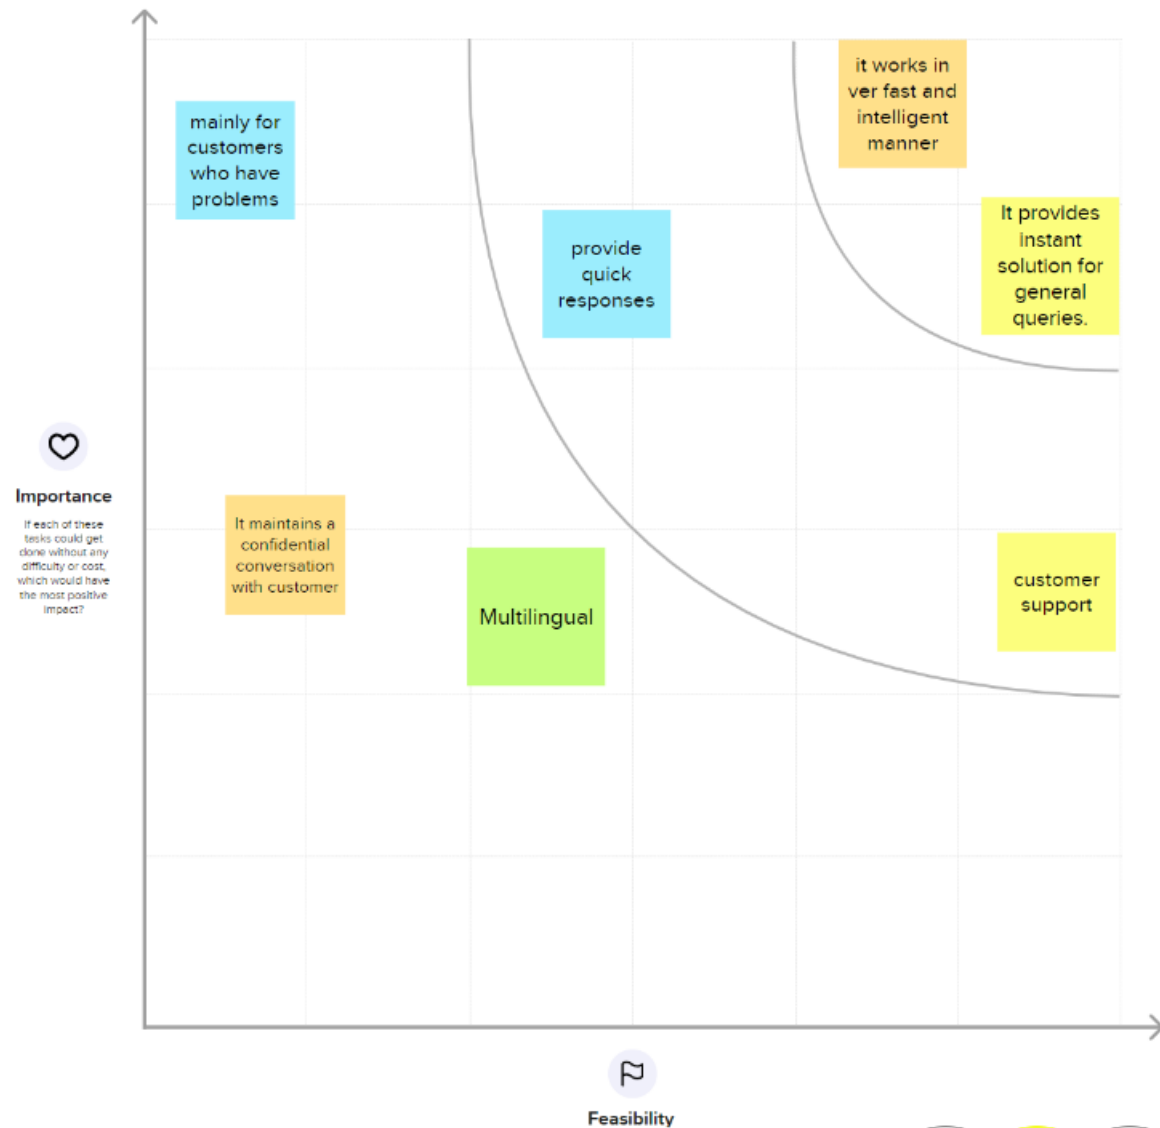 it works in
ver fast and
intelligent
manner
mainly for
customers
who have
problems
It provides
instant
solution for
general
queries.
provide
quick
responses
Importance
If each of these
tasks could get
done without any
difficulty or cost,
which would have
the most positive
impact?
It maintains a
confidential
conversation
with customer
Multilingual
customer
support
Feasibility